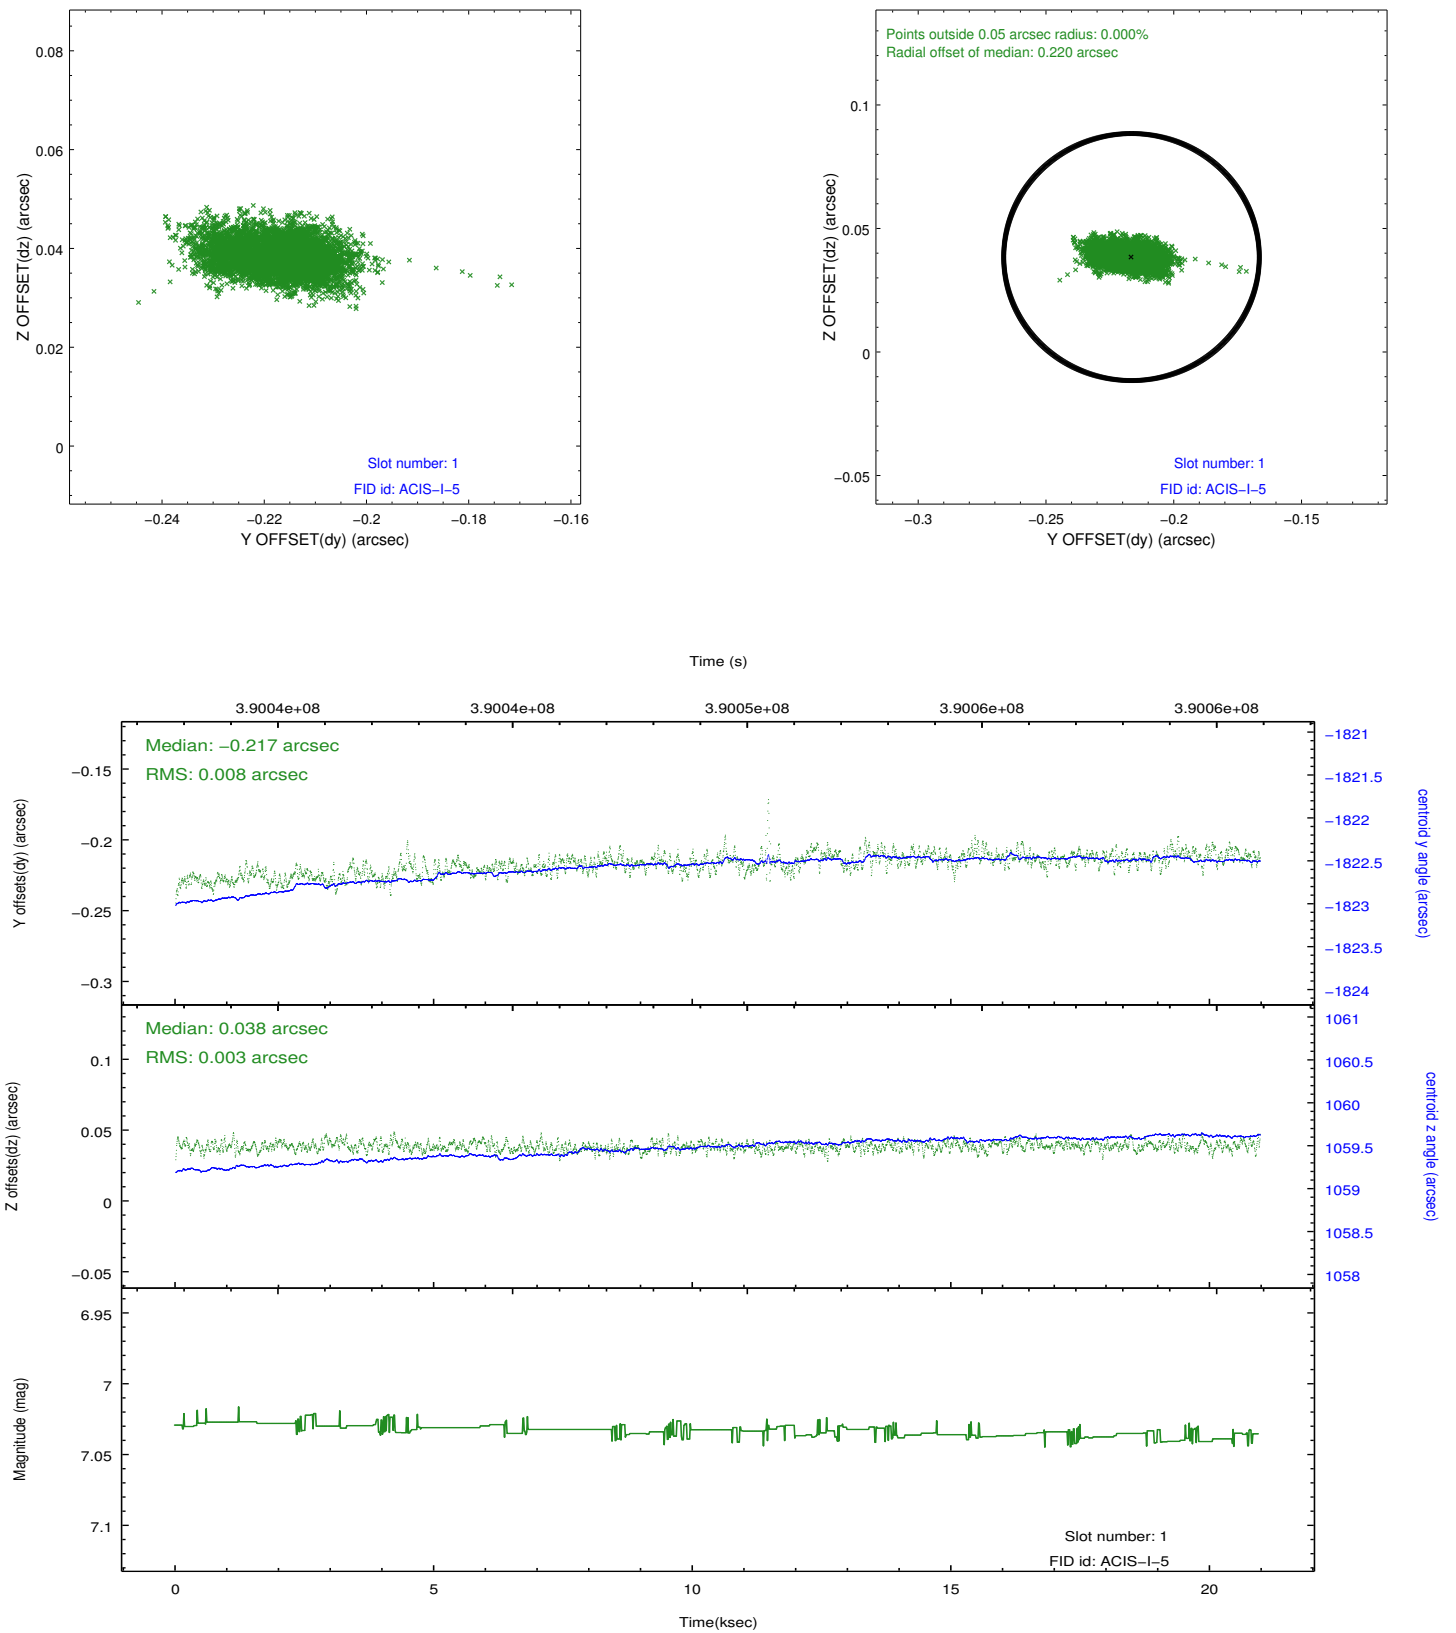 0.08
0.06
0.04
0.02
0
Z OFFSET(dz) (arcsec)
Slot number: 1
FID id: ACIS−I−5
−0.24 −0.22 −0.2 −0.18 −0.16
Y OFFSET(dy) (arcsec)
Points outside 0.05 arcsec radius: 0.000%
Radial offset of median: 0.220 arcsec
0.1
0.05
0
−0.05
Z OFFSET(dz) (arcsec)
Slot number: 1
FID id: ACIS−I−5
−0.3 −0.25 −0.2 −0.15
Y OFFSET(dy) (arcsec)
Time (s)
3.9004e+08 3.9004e+08 3.9005e+08 3.9006e+08 3.9006e+08
Median: −0.217 arcsec
RMS: 0.008 arcsec
−0.15
−0.2
−0.25
−0.3
Y offsets(dy) (arcsec)
−1821
−1821.5
−1822
−1822.5
−1823
−1823.5
−1824
centroid y angle (arcsec)
Median: 0.038 arcsec
RMS: 0.003 arcsec
0.1
0.05
0
−0.05
Z offsets(dz) (arcsec)
1061
1060.5
1060
1059.5
1059
1058.5
1058
centroid z angle (arcsec)
6.95
7
7.05
7.1
Magnitude (mag)
Slot number: 1
FID id: ACIS−I−5
0 5 10 15 20
Time(ksec)